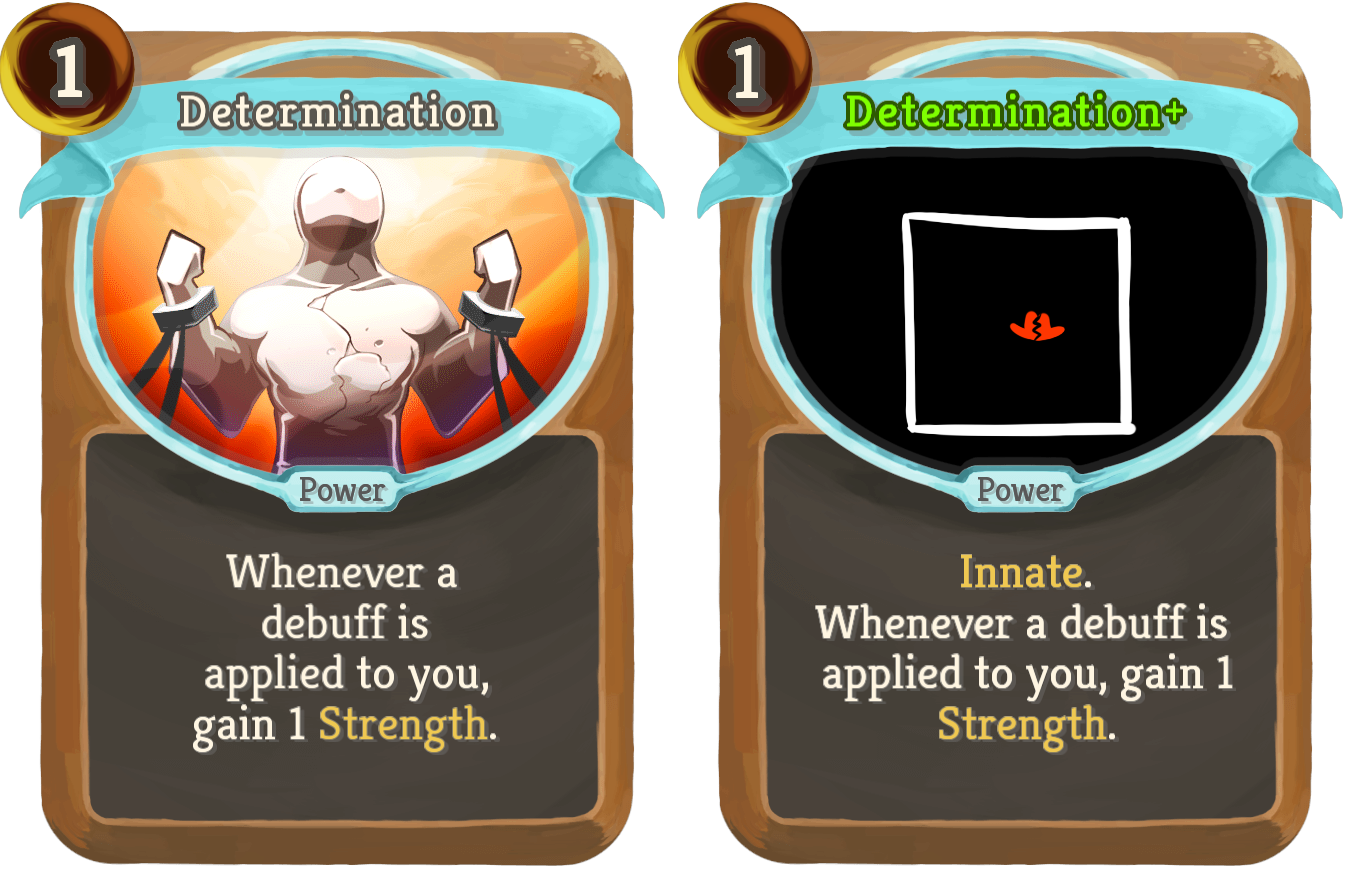 1
Determination
Power
Whenever a
debuff is
applied to you,
gain 1 Strength.
1
Determination+
Power
Innate.
Whenever a debuff is
applied to you, gain 1
Strength.